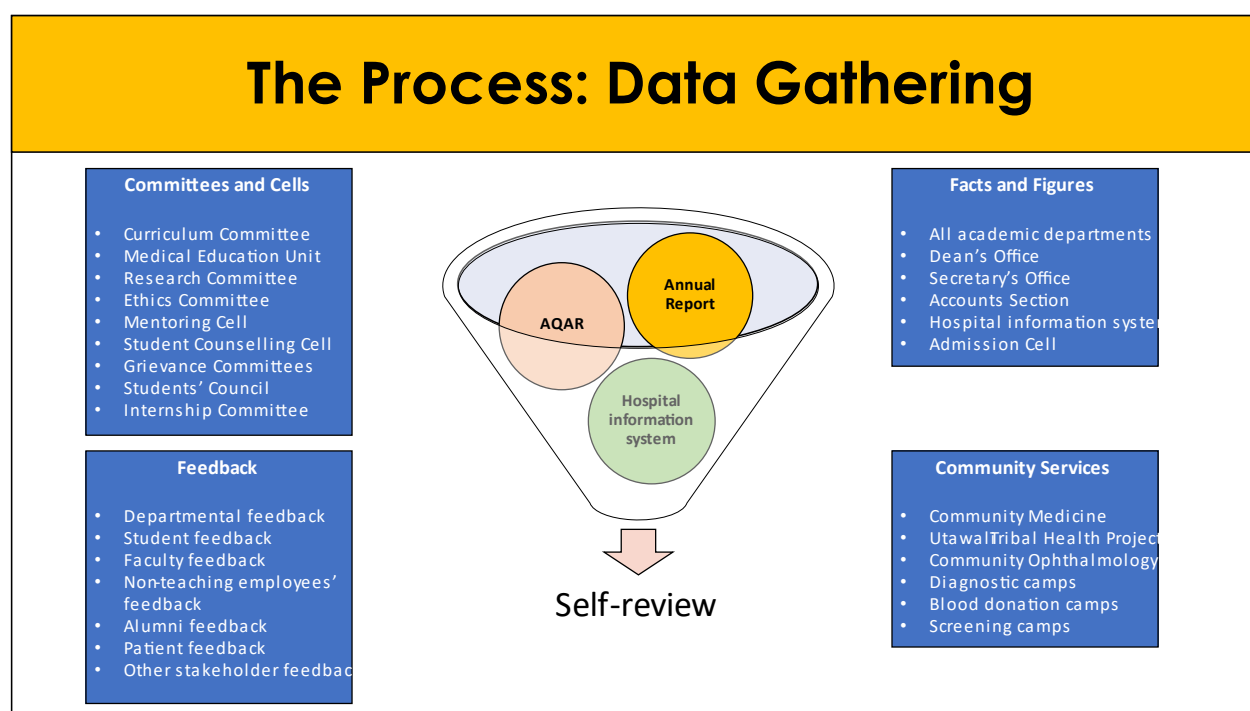 The Process: Data Gathering
Committees and Cells
• Curriculum Committee
• Medical Education Unit
• Research Committee
• Ethics Committee
• Mentoring Cell
• Student Counselling Cell
• Grievance Committees
• Students’ Council
• Internship Committee
Feedback
• Departmental feedback
• Student feedback
• Faculty feedback
• Non-teaching employees’
feedback
• Alumni feedback
• Patient feedback
• Other stakeholder feedbac
AQAR
Annual
Report
Hospital
information
system
Self-review
Facts and Figures
• All academic departments
• Dean’s Office
• Secretary’s Office
• Accounts Section
• Hospital information system
• Admission Cell
Community Services
• Community Medicine
• Utawali Tribal Health Project
• Community Ophthalmology
• Diagnostic camps
• Blood donation camps
• Screening camps